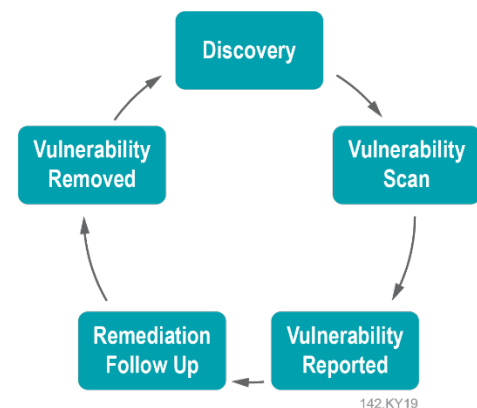 Discovery
Vulnerability
Scan
Vulnerability
Reported
Remediation
Follow Up
Vulnerability
Removed
142.KY19